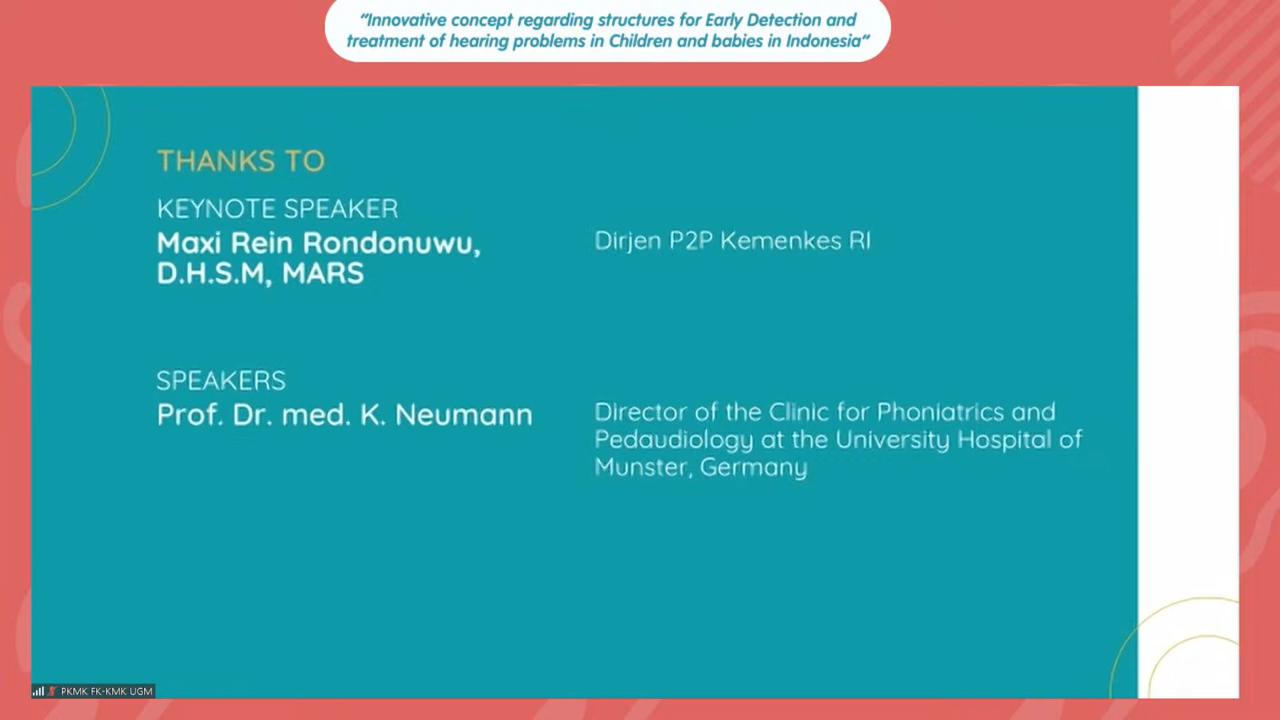 “Innovative concept regarding structures for Early Detection and
treatment of hearing problems in Children and babies in Indonesia”
THANKS TO
KEYNOTE SPEAKER
Maxi Rein Rondonuwu,
D.H.S.M, MARS
Dirjen P2P Kemenkes RI
SPEAKERS
Prof. Dr. med. K. Neumann
Director of the Clinic for Phoniatrics and
Pedaudiology at the University Hospital of
Munster, Germany
PKMK FK-KMK UGM